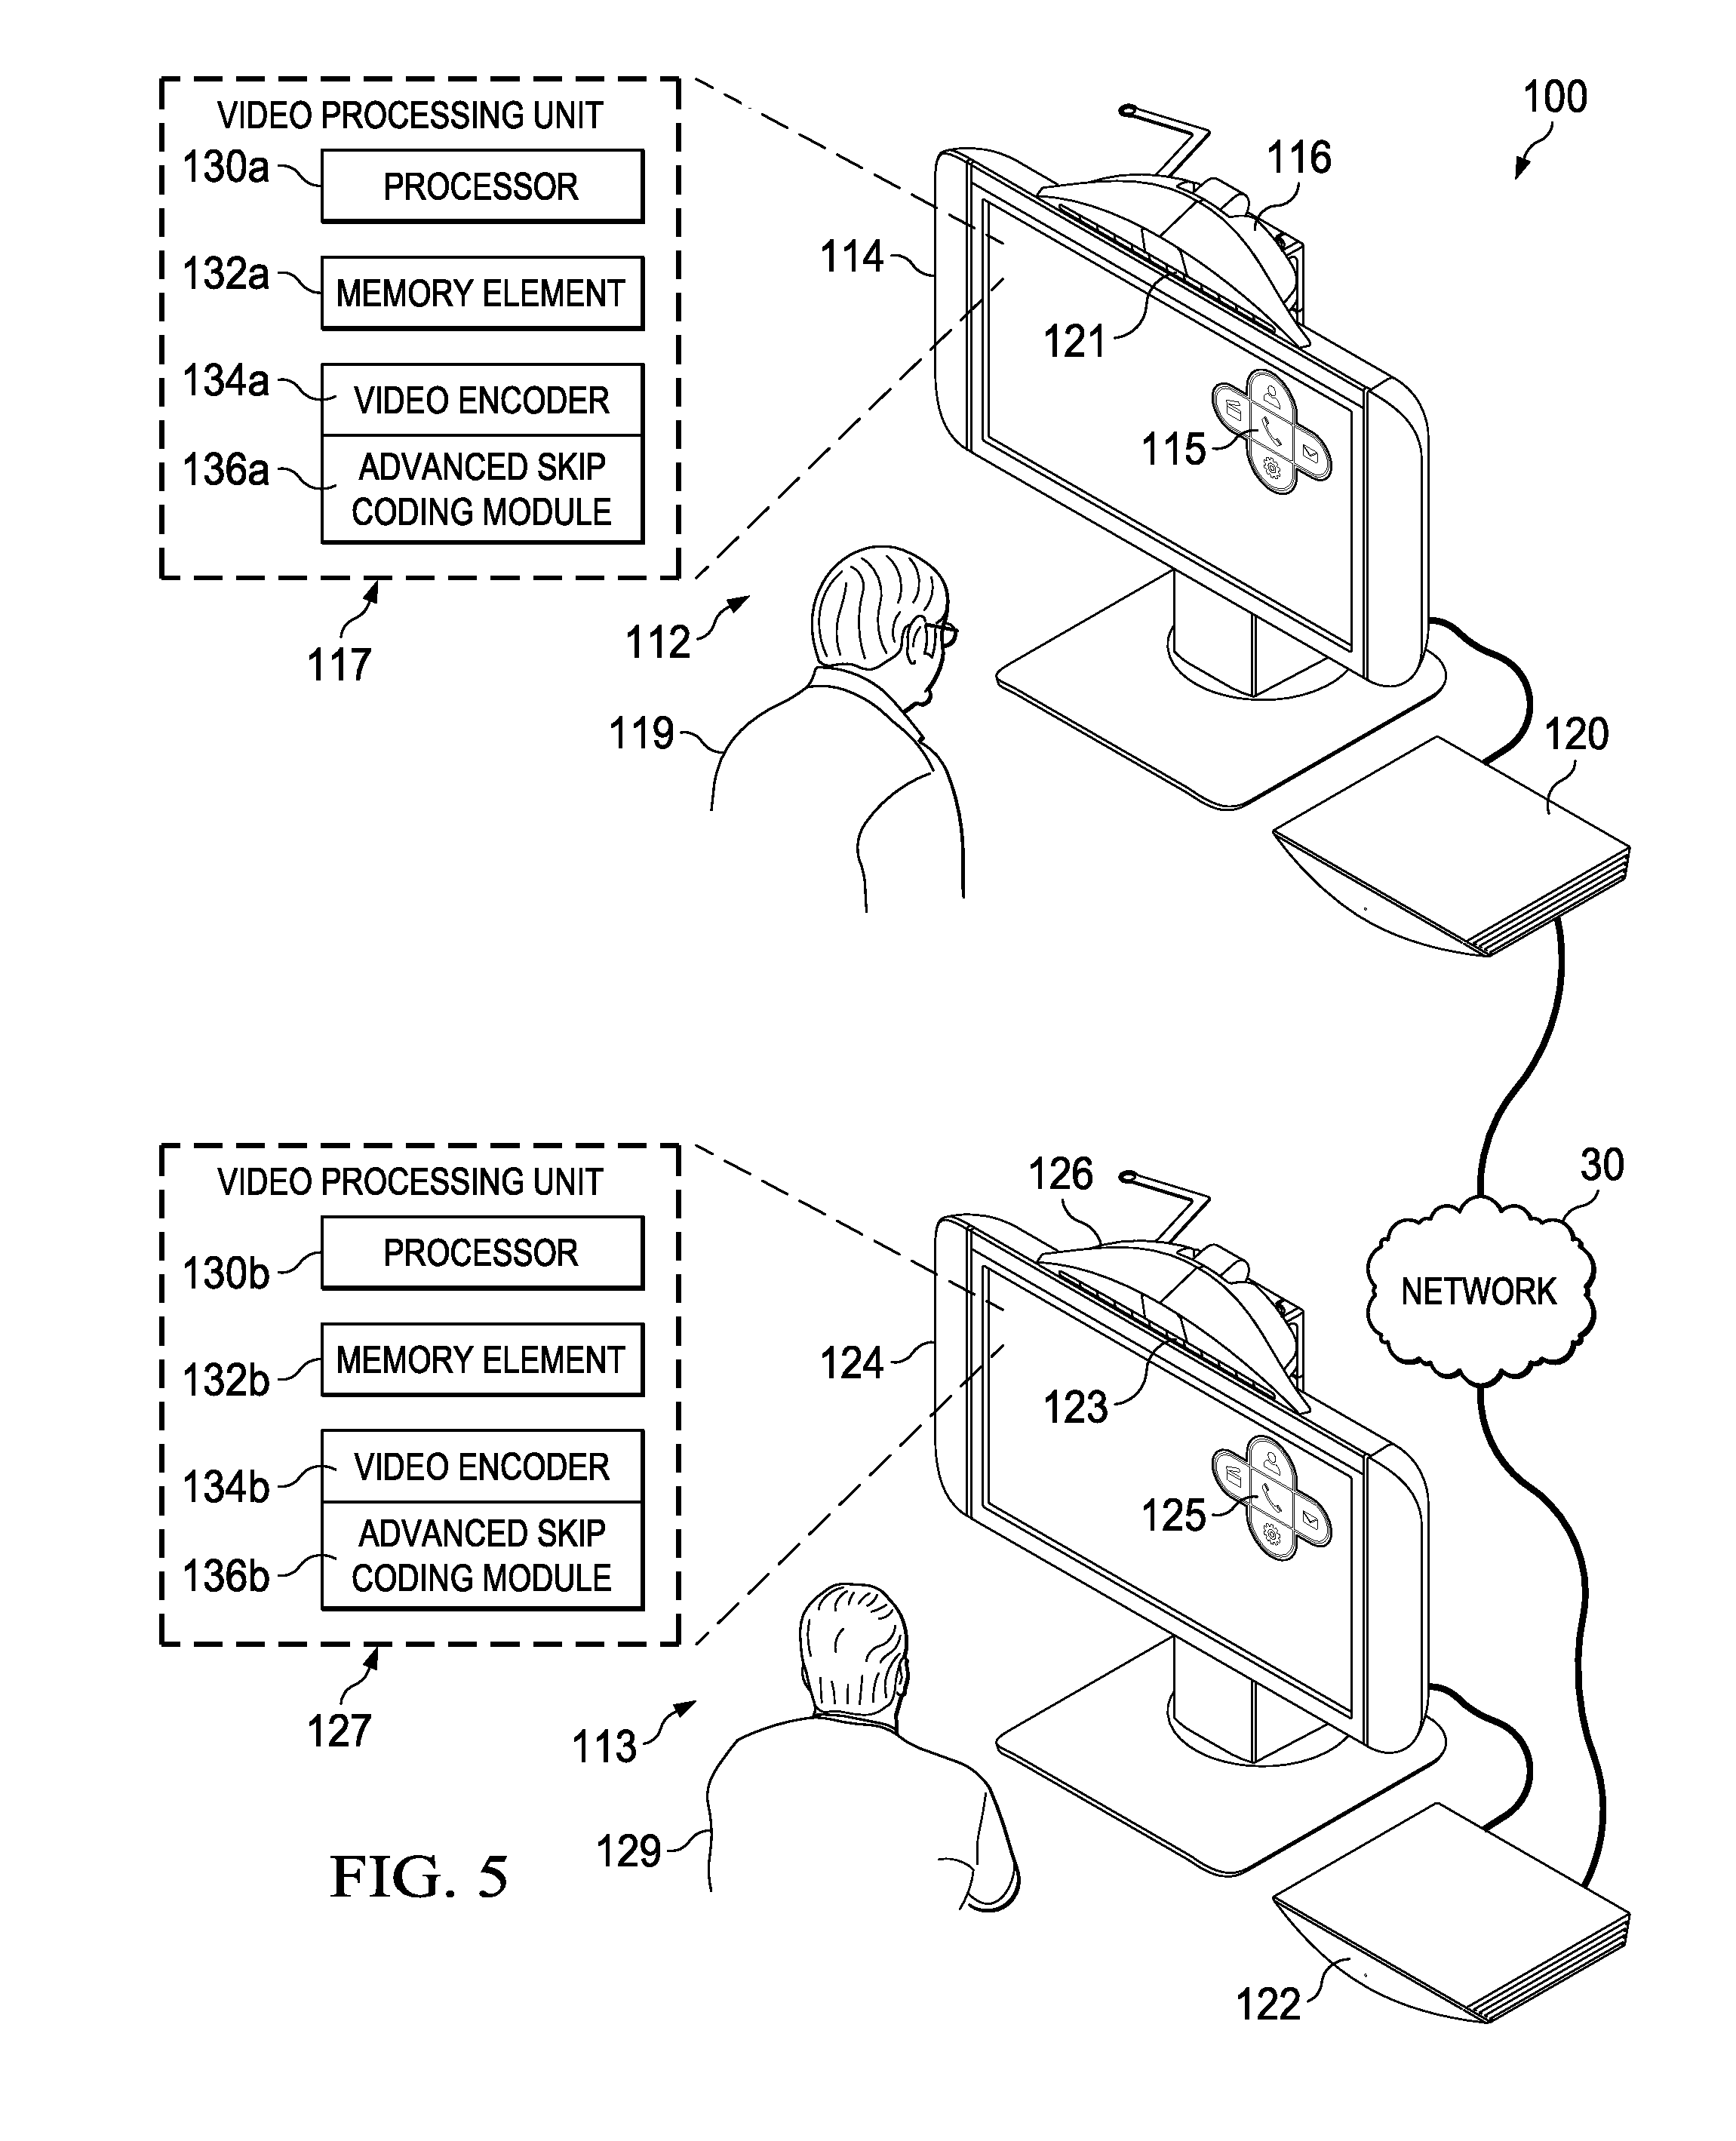 100
VIDEO PROCESSING UNIT
130a
PROCESSOR
132a
MEMORY ELEMENT
134a
VIDEO ENCODER
136a
ADVANCED SKIP
CODING MODULE
117
116
114
121
115
112
119
120
VIDEO PROCESSING UNIT
130b
PROCESSOR
132b
MEMORY ELEMENT
134b
VIDEO ENCODER
136b
ADVANCED SKIP
CODING MODULE
127
126
30
NETWORK
124
123
125
113
129
122
FIG. 5